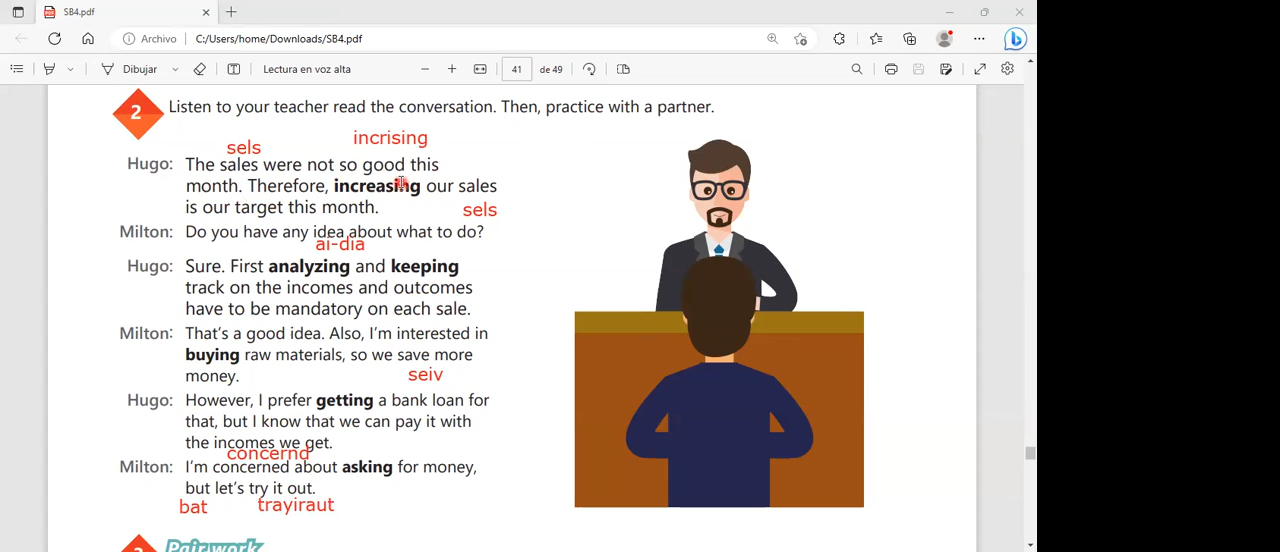 SB4.pdf
Archivo C:/Users/home/Downloads/SB4.pdf
Dibujar Lectura en voz alta 41 de 49
2 Listen to your teacher read the conversation. Then, practice with a partner.
sels incrising
Hugo: The sales were not so good this
month. Therefore, increasing our sales
is our target this month.
sels
Milton: Do you have any idea about what to do?
ai-dia
Hugo: Sure. First analyzing and keeping
track on the incomes and outcomes
have to be mandatory on each sale.
Milton: That's a good idea. Also, I'm interested in
buying raw materials, so we save more
money.
seiv
Hugo: However, I prefer getting a bank loan for
that, but I know that we can pay it with
the incomes we get.
concernd
Milton: I'm concerned about asking for money,
but let's try it out.
bat trayiraut
3 Pair work